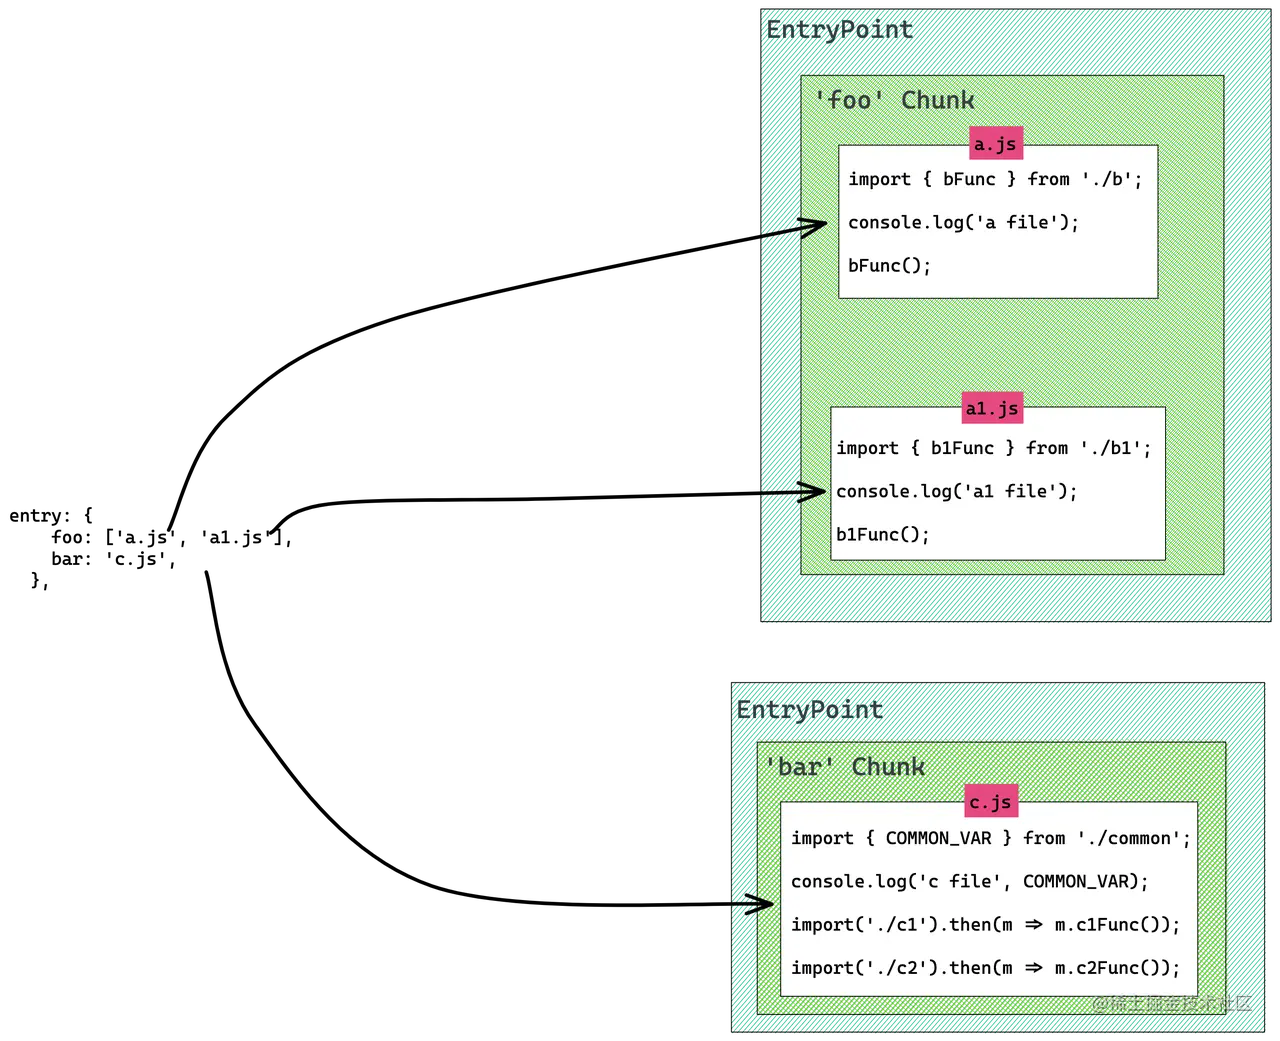 EntryPoint
'foo' Chunk
a.js
import { bFunc } from './b';
console.log('a file');
bFunc();
a1.js
import { b1Func } from './b1';
console.log('a1 file');
b1Func();
entry: {
foo: ['a.js', 'a1.js'],
bar: 'c.js',
},
EntryPoint
'bar' Chunk
c.js
import { COMMON_VAR } from './common';
console.log('c file', COMMON_VAR);
import('./c1').then(m => m.c1Func());
import('./c2').then(m => m.c2Func());
@稀土掘金技术社区